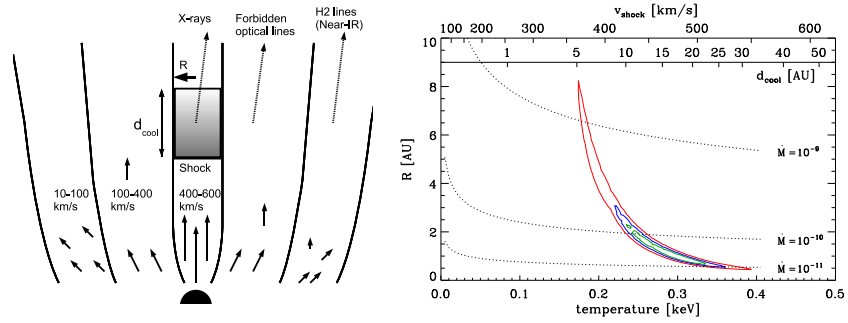 X-rays
Forbidden
optical lines
H2 lines
(Near-IR)
R
d_cool
Shock
10-100
km/s
100-400
km/s
400-600
km/s
v_shock [km/s]
100 200 300 400 500 600
1 5 10 15 20 25 30 40 50
d_cool [AU]
10
8
6
4
2
0
R [AU]
Ṁ = 10^-9
Ṁ = 10^-10
Ṁ = 10^-11
0.0 0.1 0.2 0.3 0.4 0.5
temperature [keV]